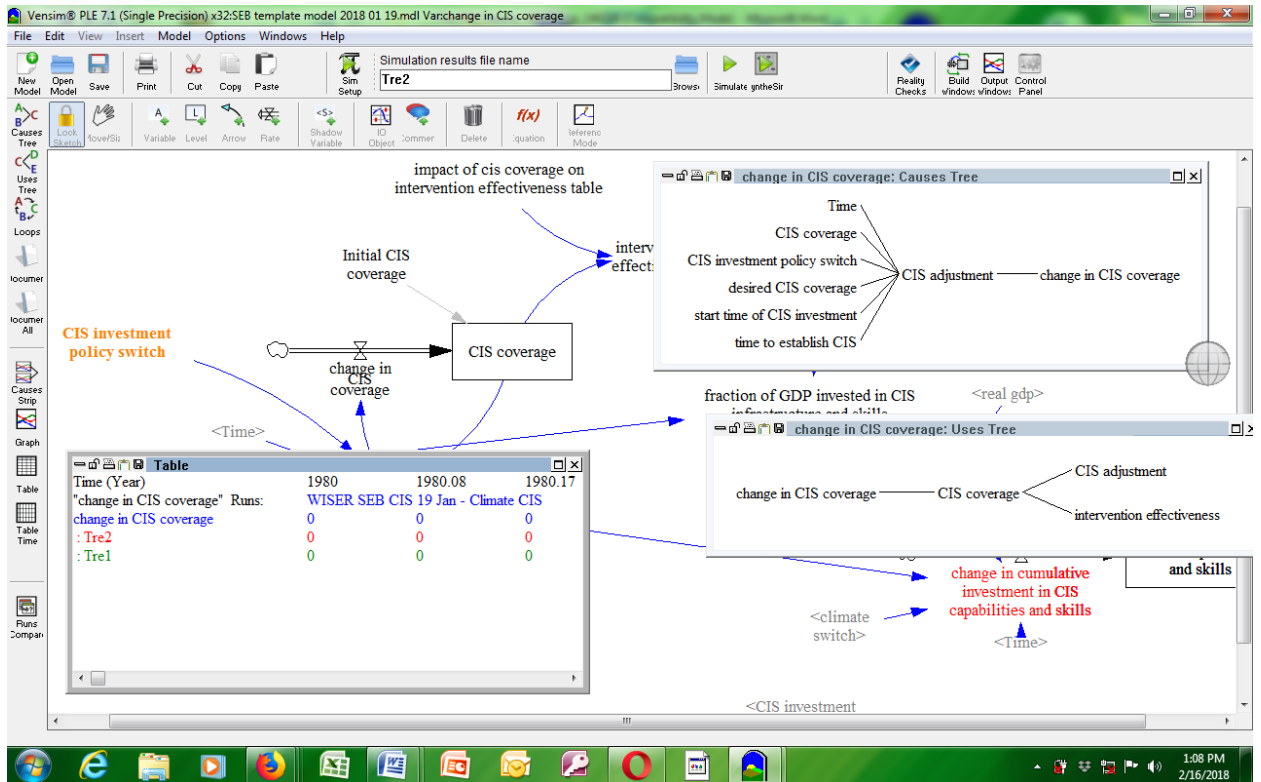 Vensim® PLE 7.1 (Single Precision) x32:SEB template model 2018 01 19.mdl Var:change in CIS coverage
File Edit View Insert Model Options Windows Help
Simulation results file name
Tre2
New Model
Open Model
Save
Print
Cut
Copy
Paste
Sim Setup
Brows
Simulate
Reality Checks
Build Windows
Output Windows
Control Panel
Causes Tree
Lock Sketch
Variable
Level
Arrow
Rate
Shadow Variable
IO Object
Delete
f(x)
Mode
Uses Tree
Loops
All
Causes Strip
Graph
Table
Table Time
Runs
impact of cis coverage on
intervention effectiveness table
Initial CIS
coverage
CIS investment
policy switch
CIS coverage
change in
CIS
coverage
<Time>
interv
effect
change in CIS coverage: Causes Tree
Time
CIS coverage
CIS investment policy switch
desired CIS coverage
start time of CIS investment
time to establish CIS
CIS adjustment
change in CIS coverage
fraction of GDP invested in CIS
infrastructure and skills
<real gdp>
change in CIS coverage: Uses Tree
change in CIS coverage
CIS coverage
CIS adjustment
intervention effectiveness
Table
Time (Year) 1980 1980.08 1980.17
"change in CIS coverage" Runs: WISER SEB CIS 19 Jan - Climate CIS
change in CIS coverage 0 0 0
: Tre2 0 0 0
: Tre1 0 0 0
change in cumulative
investment in CIS
capabilities and skills
and skills
<climate
switch>
<Time>
<CIS investment
1:08 PM
2/16/2018